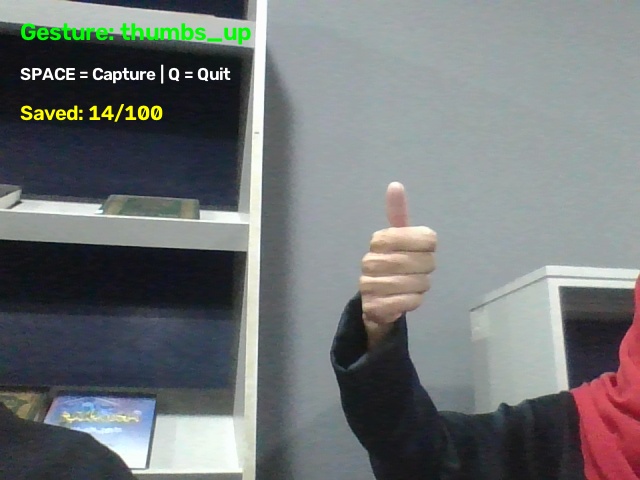 Gesture: thumbs_up
SPACE = Capture | Q = Quit
Saved: 14/100